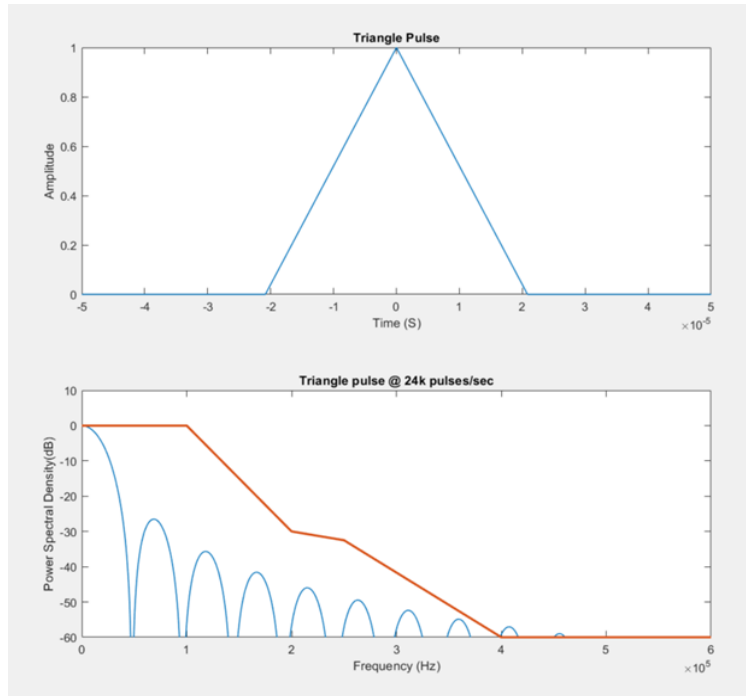 Triangle Pulse
1
0.8
0.6
0.4
0.2
0
Amplitude
-5 -4 -3 -2 -1 0 1 2 3 4 5
Time (S)
×10-5
Triangle pulse @ 24k pulses/sec
10
0
-10
-20
-30
-40
-50
-60
Power Spectral Density(dB)
0 1 2 3 4 5 6
Frequency (Hz)
×105